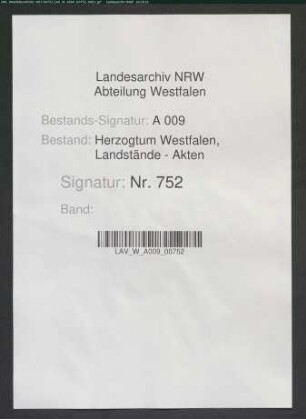 Landesarchiv NRW
Abteilung Westfalen
Bestands-Signatur: A 009
Bestand: Herzogtum Westfalen,
Landstände - Akten
Signatur: Nr. 752
Band:
LAV_W_A009_00752